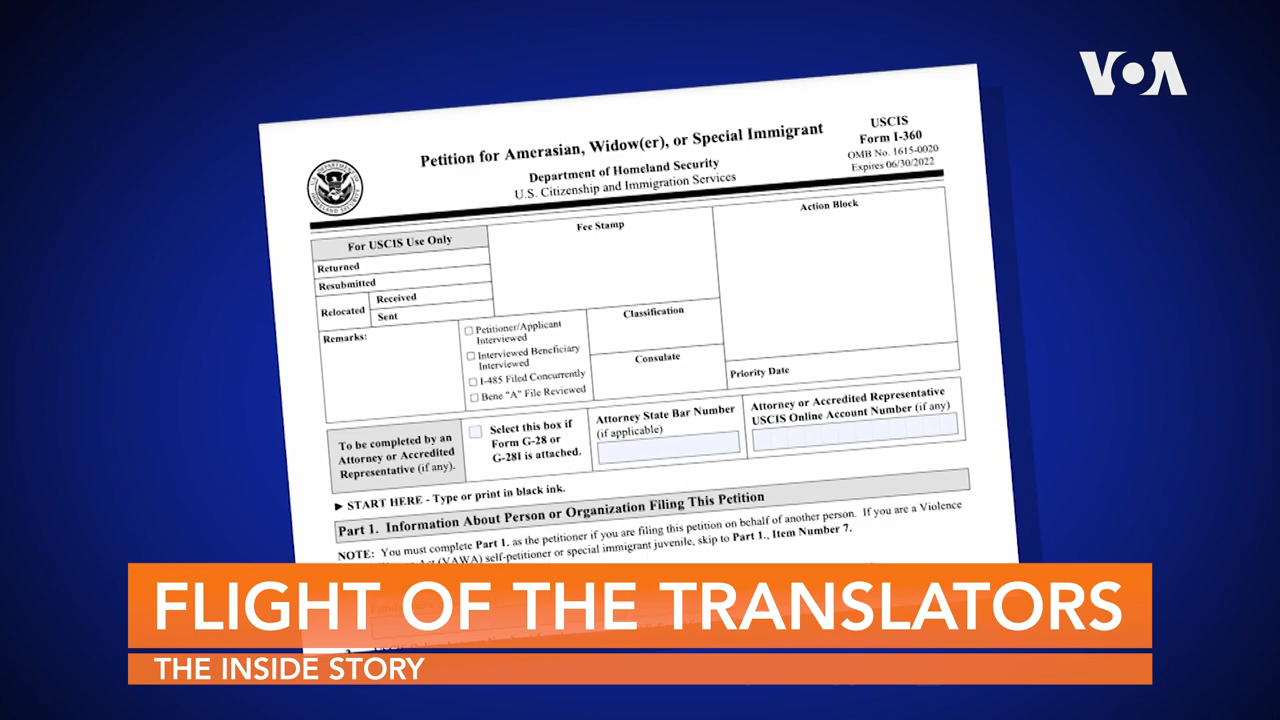 VOA
Petition for Amerasian, Widow(er), or Special Immigrant
Department of Homeland Security
U.S. Citizenship and Immigration Services
USCIS
Form I-360
OMB No. 1615-0020
Expires 06/30/2022
For USCIS Use Only
Fee Stamp
Action Block
Returned
Resubmitted
Relocated
Received
Sent
Remarks:
Petitioner/Applicant
Interviewed
Interviewed Beneficiary
Interviewed
I-485 Filed Concurrently
Bene "A" File Reviewed
Classification
Consulate
Priority Date
To be completed by an
Attorney or Accredited
Representative (if any).
Select this box if
Form G-28 or
G-28I is attached.
Attorney State Bar Number
(if applicable)
Attorney or Accredited Representative
USCIS Online Account Number (if any)
► START HERE - Type or print in black ink.
Part 1. Information About Person or Organization Filing This Petition
NOTE: You must complete Part 1. as the petitioner if you are filing this petition on behalf of another person. If you are a Violence
Act (VAWA) self-petitioner or special immigrant juvenile, skip to Part 1., Item Number 7.
FLIGHT OF THE TRANSLATORS
THE INSIDE STORY